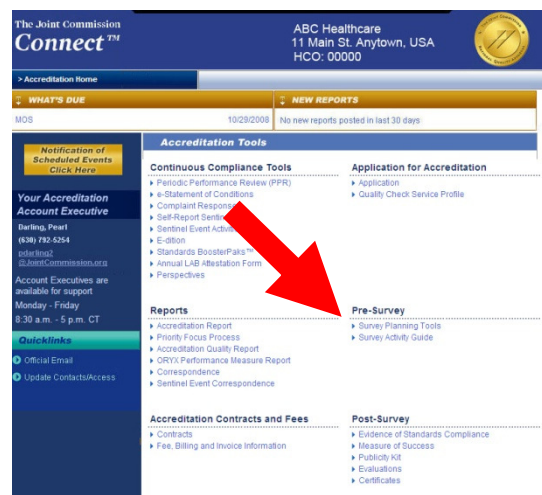 The Joint Commission
Connect ™
ABC Healthcare
11 Main St. Anytown, USA
HCO: 00000
> Accreditation Home
WHAT'S DUE
NEW REPORTS
MOS 10/29/2008
No new reports posted in last 30 days
Notification of
Scheduled Events
Click Here
Your Accreditation
Account Executive
Darling, Pearl
(630) 792-5254
pdarling2
@JointCommission.org
Account Executives are
available for support
Monday - Friday
8:30 a.m. - 5 p.m. CT
Quicklinks
Official Email
Update Contacts/Access
Accreditation Tools
Continuous Compliance Tools
Periodic Performance Review (PPR)
e-Statement of Conditions
Complaint Respons
Self-Report Senti
Sentinel Event Activi
E-dition
Standards BoosterPaks™
Annual LAB Attestation Form
Perspectives
Application for Accreditation
Application
Quality Check Service Profile
Reports
Accreditation Report
Priority Focus Process
Accreditation Quality Report
ORYX Performance Measure Report
Correspondence
Sentinel Event Correspondence
Pre-Survey
Survey Planning Tools
Survey Activity Guide
Accreditation Contracts and Fees
Contracts
Fee, Billing and Invoice Information
Post-Survey
Evidence of Standards Compliance
Measure of Success
Publicity Kit
Evaluations
Certificates